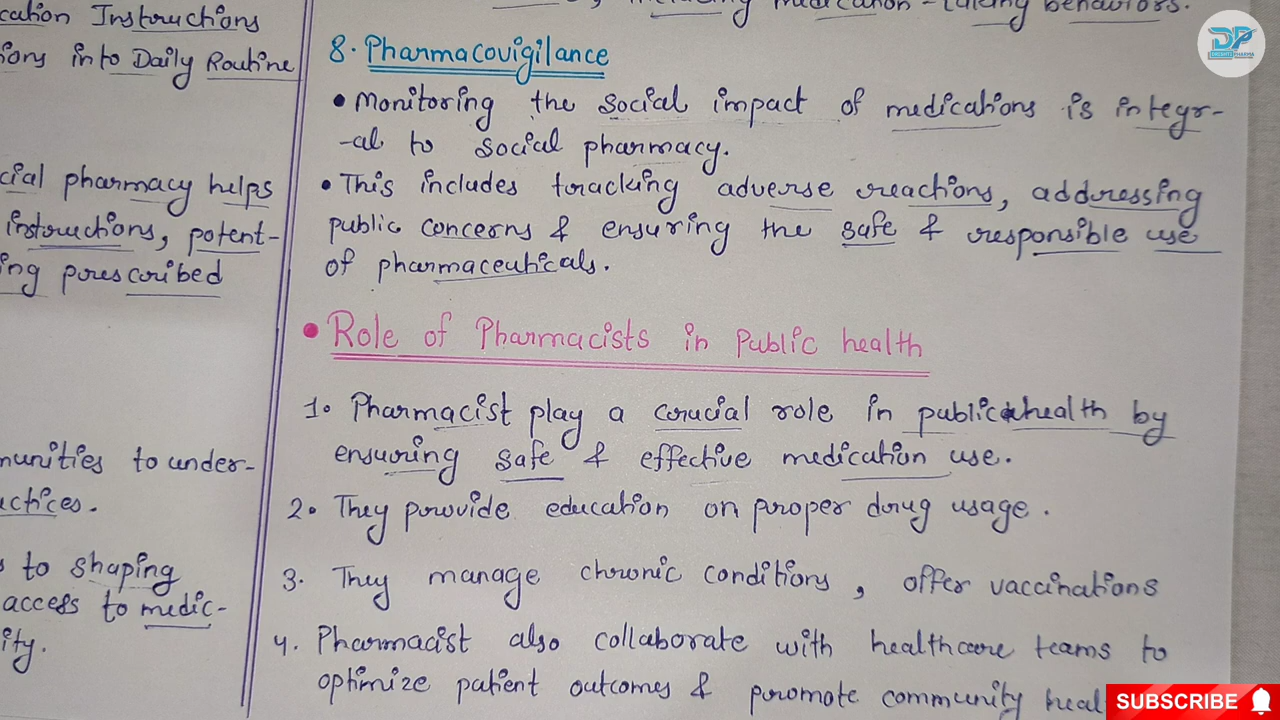 cation Instructions
ions into Daily Routine
cial pharmacy helps
instructions, potent-
ing prescribed
munities to under-
actices.
s to shaping
access to medic-
ity.
including medication-taking behaviors.
8. Pharmacovigilance
• Monitoring the social impact of medications is integr-
-al to social pharmacy.
• This includes tracking adverse reactions, addressing
public concerns & ensuring the safe & responsible use
of pharmaceuticals.
• Role of Pharmacists in Public health
1. Pharmacist play a crucial role in public health by
ensuring safe & effective medication use.
2. They provide education on proper drug usage.
3. They manage chronic conditions, offer vaccinations
4. Pharmacist also collaborate with healthcare teams to
optimize patient outcomes & promote community heal
DP
SUBSCRIBE